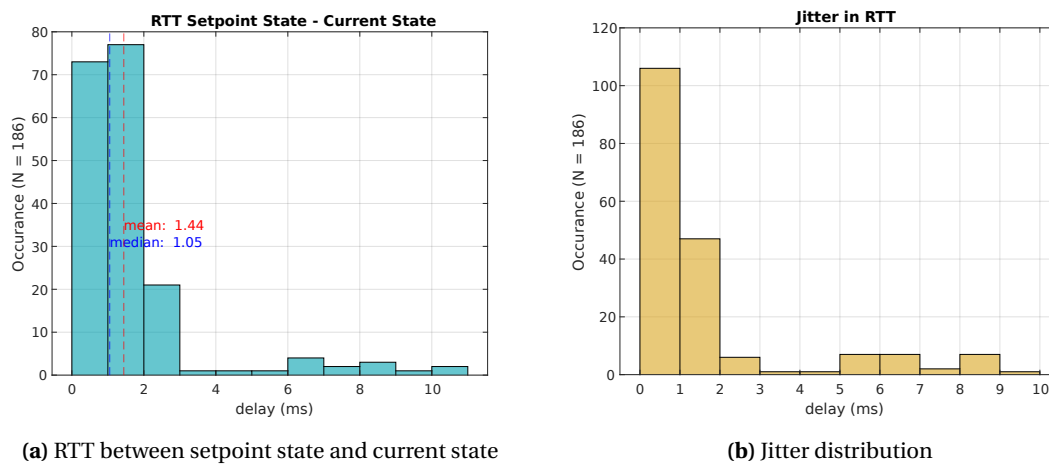 RTT Setpoint State - Current State
80
70
60
50
40
30
20
10
0
Occurance (N = 186)
mean: 1.44
median: 1.05
0 2 4 6 8 10
delay (ms)
(a) RTT between setpoint state and current state
Jitter in RTT
120
100
80
60
40
20
0
Occurance (N = 186)
0 1 2 3 4 5 6 7 8 9 10
delay (ms)
(b) Jitter distribution